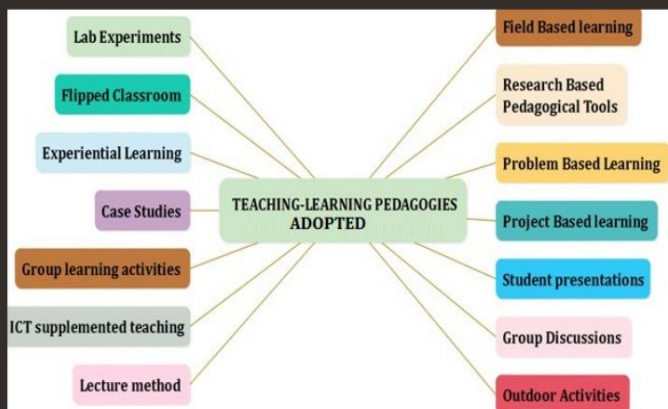 Lab Experiments
Flipped Classroom
Experiential Learning
Case Studies
Group learning activities
ICT supplemented teaching
Lecture method
TEACHING-LEARNING PEDAGOGIES
ADOPTED
Field Based learning
Research Based
Pedagogical Tools
Problem Based Learning
Project Based learning
Student presentations
Group Discussions
Outdoor Activities